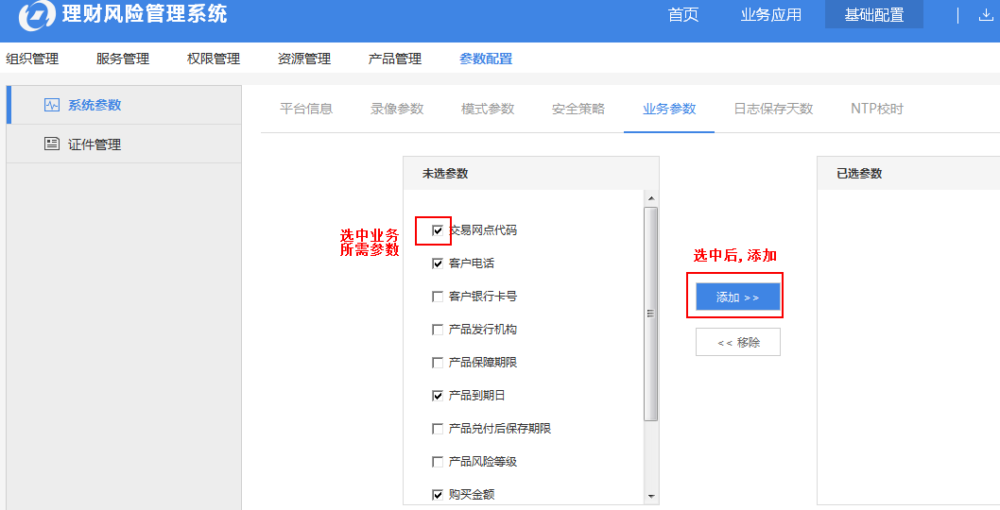 理财风险管理系统
首页 业务应用 基础配置
组织管理 服务管理 权限管理 资源管理 产品管理 参数配置
系统参数
证件管理
平台信息 录像参数 模式参数 安全策略 业务参数 日志保存天数 NTP校时
未选参数
交易网点代码
客户电话
客户银行卡号
产品发行机构
产品保障期限
产品到期日
产品兑付后保存期限
产品风险等级
购买金额
选中业务
所需参数
选中后,添加
添加 >>
<< 移除
已选参数